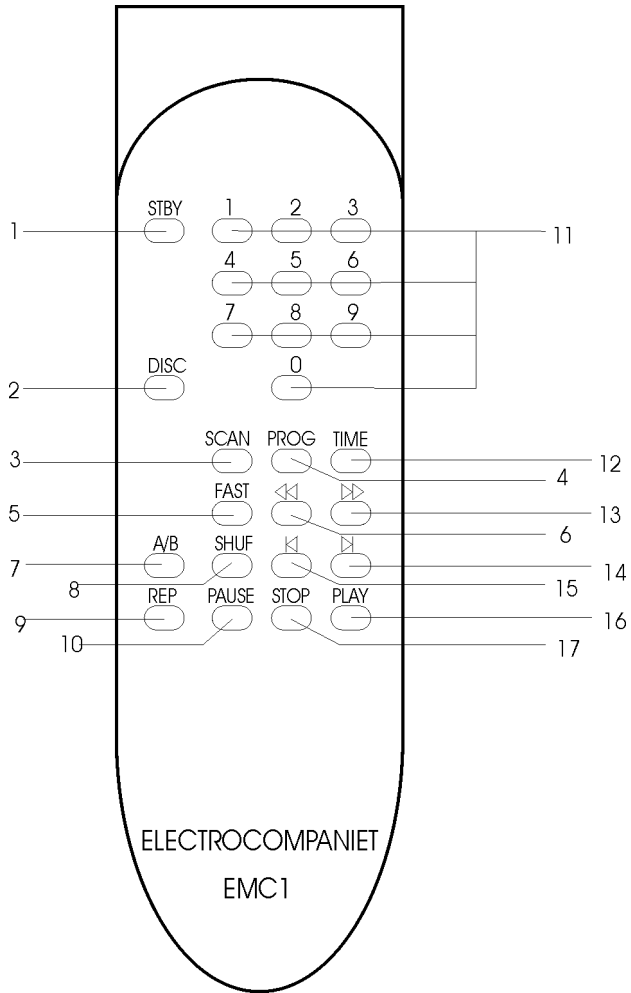 STBY 1 2 3
1 11
4 5 6
7 8 9
DISC 0
2
SCAN PROG TIME
3 12
4
FAST
5 13
6
A/B SHUF
7 14
8 15
REP PAUSE STOP PLAY
9 16
10 17
ELECTROCOMPANIET
EMC1